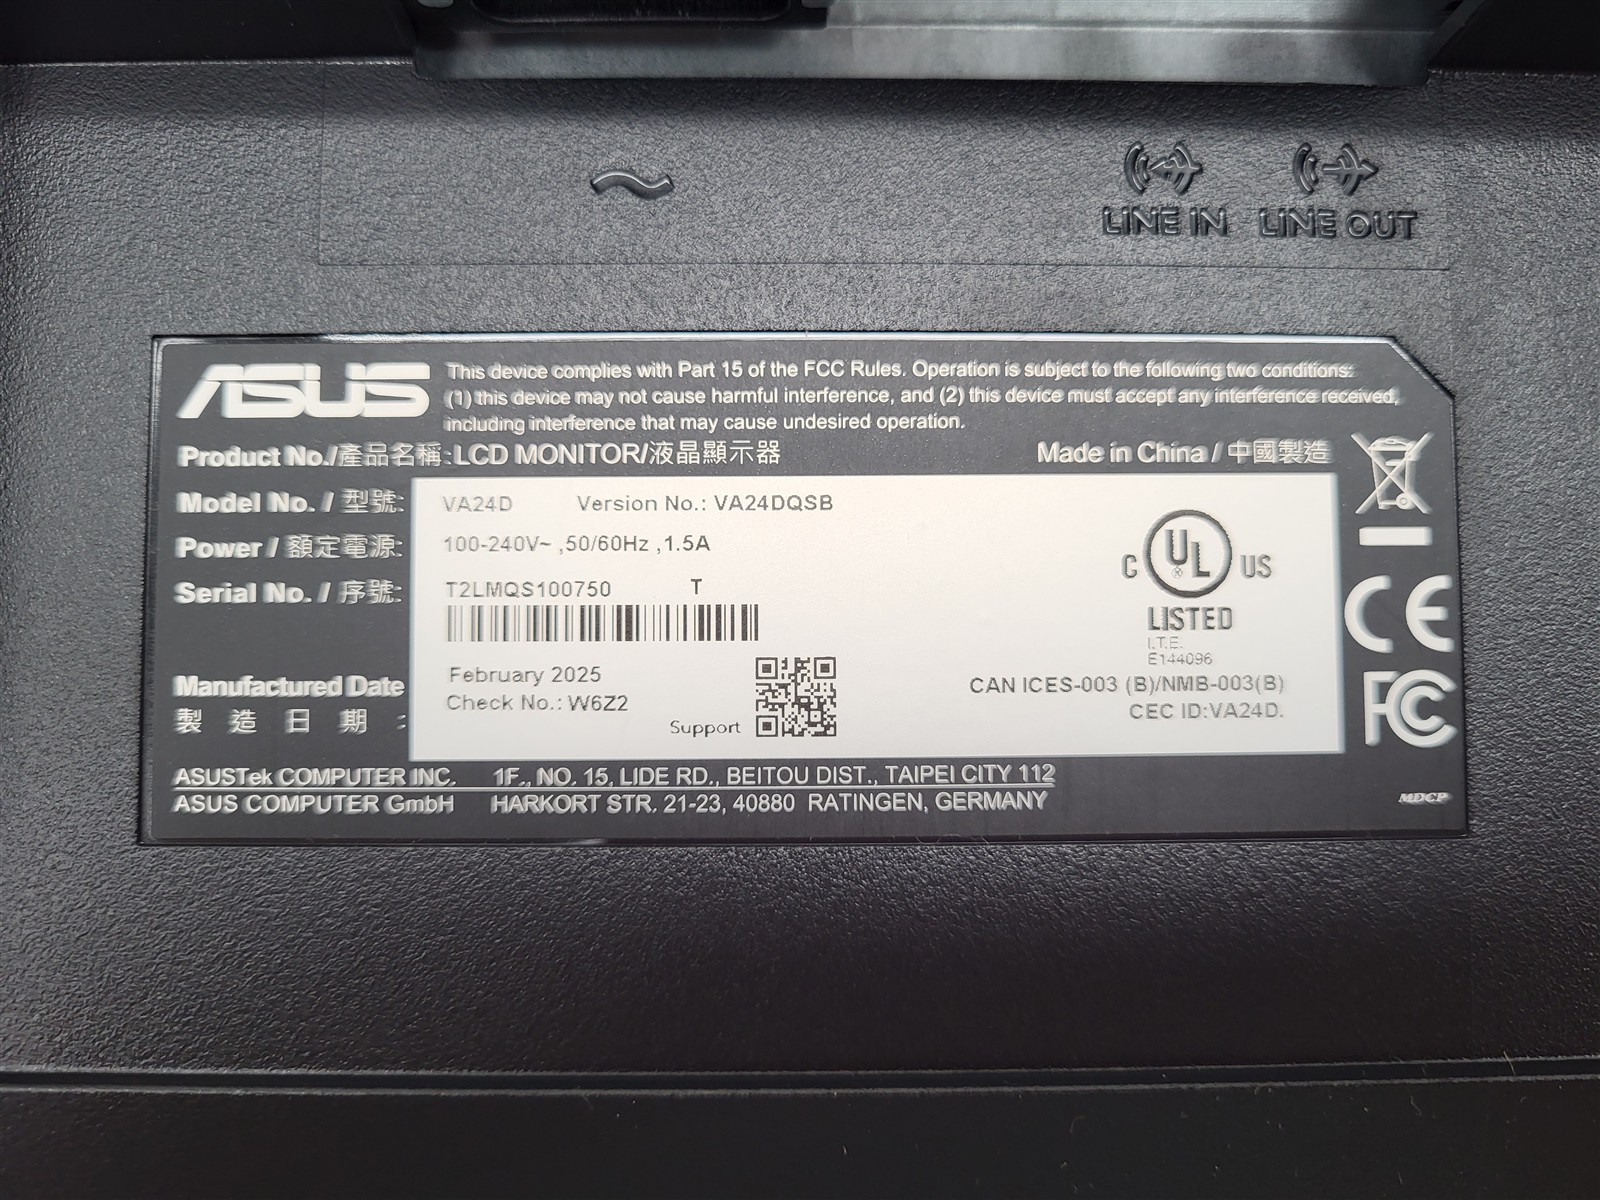 LINE IN LINE OUT
ASUS
This device complies with Part 15 of the FCC Rules. Operation is subject to the following two conditions:
(1) this device may not cause harmful interference, and (2) this device must accept any interference received,
including interference that may cause undesired operation.
Product No./產品名稱:LCD MONITOR/液晶顯示器 Made in China / 中國製造
Model No. / 型號: VA24D Version No.: VA24DQSB
Power / 額定電源: 100-240V~ ,50/60Hz ,1.5A
Serial No. / 序號: T2LMQS100750 T
C UL US
LISTED
I.T.E.
E144096
CE
Manufactured Date
製造日期:
February 2025
Check No.: W6Z2
Support
CAN ICES-003 (B)/NMB-003(B)
CEC ID:VA24D.
FC
ASUSTek COMPUTER INC. 1F., NO. 15, LIDE RD., BEITOU DIST., TAIPEI CITY 112
ASUS COMPUTER GmbH HARKORT STR. 21-23, 40880 RATINGEN, GERMANY
MDCP